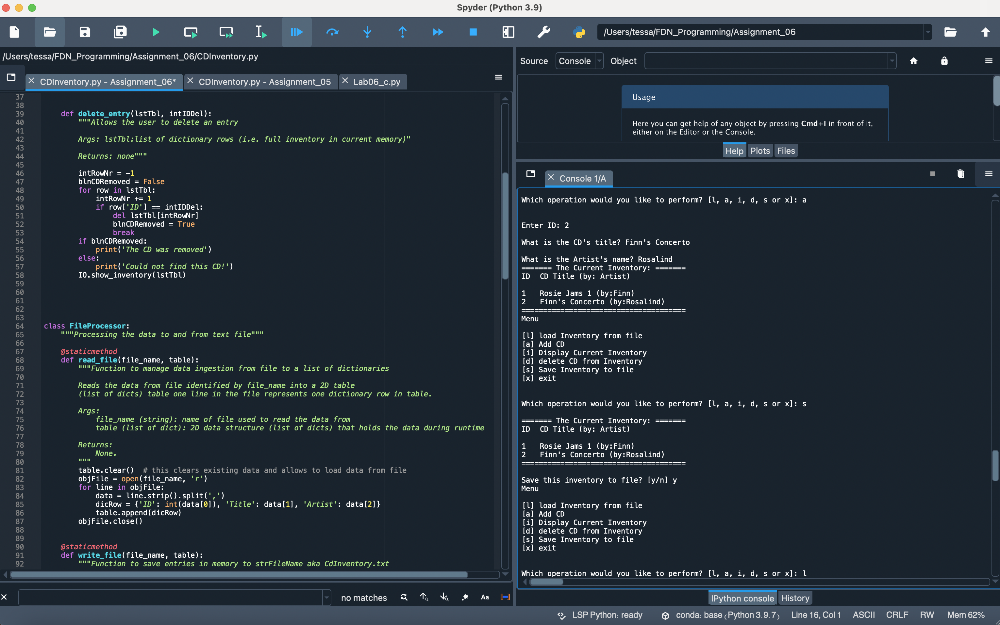 Spyder (Python 3.9)
/Users/tessa/FDN_Programming/Assignment_06
/Users/tessa/FDN_Programming/Assignment_06/CDInventory.py
CDInventory.py - Assignment_06*
CDInventory.py - Assignment_05
Lab06_c.py
37
38
39 def delete_entry(lstTbl, intIDDel):
40 """Allows the user to delete an entry
41
42 Args: lstTbl:list of dictionary rows (i.e. full inventory in current memory)"
43
44 Returns: none"""
45
46 intRowNr = -1
47 blnCDRemoved = False
48 for row in lstTbl:
49 intRowNr += 1
50 if row['ID'] == intIDDel:
51 del lstTbl[intRowNr]
52 blnCDRemoved = True
53 break
54 if blnCDRemoved:
55 print('The CD was removed')
56 else:
57 print('Could not find this CD!')
58 IO.show_inventory(lstTbl)
59
60
61
62
63
64 class FileProcessor:
65 """Processing the data to and from text file"""
66
67 @staticmethod
68 def read_file(file_name, table):
69 """Function to manage data ingestion from file to a list of dictionaries
70
71 Reads the data from file identified by file_name into a 2D table
72 (list of dicts) table one line in the file represents one dictionary row in table.
73
74 Args:
75 file_name (string): name of file used to read the data from
76 table (list of dict): 2D data structure (list of dicts) that holds the data during runtime
77
78 Returns:
79 None.
80 """
81 table.clear()  # this clears existing data and allows to load data from file
82 objFile = open(file_name, 'r')
83 for line in objFile:
84 data = line.strip().split(',')
85 dicRow = {'ID': int(data[0]), 'Title': data[1], 'Artist': data[2]}
86 table.append(dicRow)
87 objFile.close()
88
89
90 @staticmethod
91 def write_file(file_name, table):
92 """Function to save entries in memory to strFileName aka CdInventory.txt
no matches
Aa
Source Console Object
Usage
Here you can get help of any object by pressing Cmd+I in front of it,
either on the Editor or the Console.
Help Plots Files
Console 1/A
Which operation would you like to perform? [l, a, i, d, s or x]: a
Enter ID: 2
What is the CD's title? Finn's Concerto
What is the Artist's name? Rosalind
======= The Current Inventory: =======
ID CD Title (by: Artist)
1 Rosie Jams 1 (by:Finn)
2 Finn's Concerto (by:Rosalind)
======================================
Menu
[l] load Inventory from file
[a] Add CD
[i] Display Current Inventory
[d] delete CD from Inventory
[s] Save Inventory to file
[x] exit
Which operation would you like to perform? [l, a, i, d, s or x]: s
======= The Current Inventory: =======
ID CD Title (by: Artist)
1 Rosie Jams 1 (by:Finn)
2 Finn's Concerto (by:Rosalind)
======================================
Save this inventory to file? [y/n] y
Menu
[l] load Inventory from file
[a] Add CD
[i] Display Current Inventory
[d] delete CD from Inventory
[s] Save Inventory to file
[x] exit
Which operation would you like to perform? [l, a, i, d, s or x]: l
IPython console History
LSP Python: ready conda: base (Python 3.9.7) Line 16, Col 1 ASCII CRLF RW Mem 62%